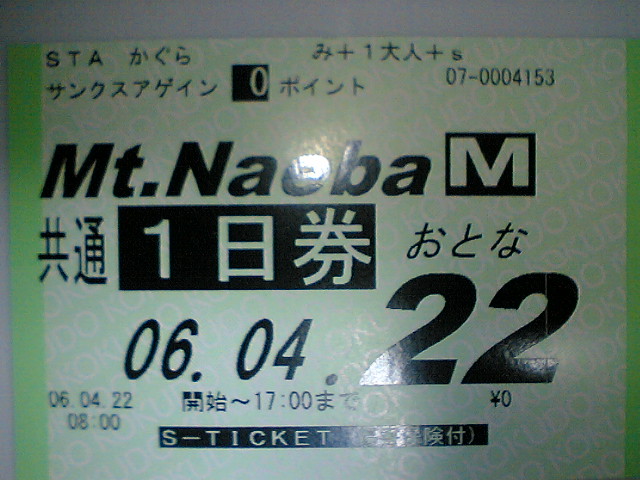 STA かぐら み+1大人+s
サンクスアゲイン 0 ポイント 07-0004153
Mt.Naeba M
共通 1日券 おとな
06.04.22
06.04.22 開始～17:00まで ¥0
08:00
S-TICKET 険付)